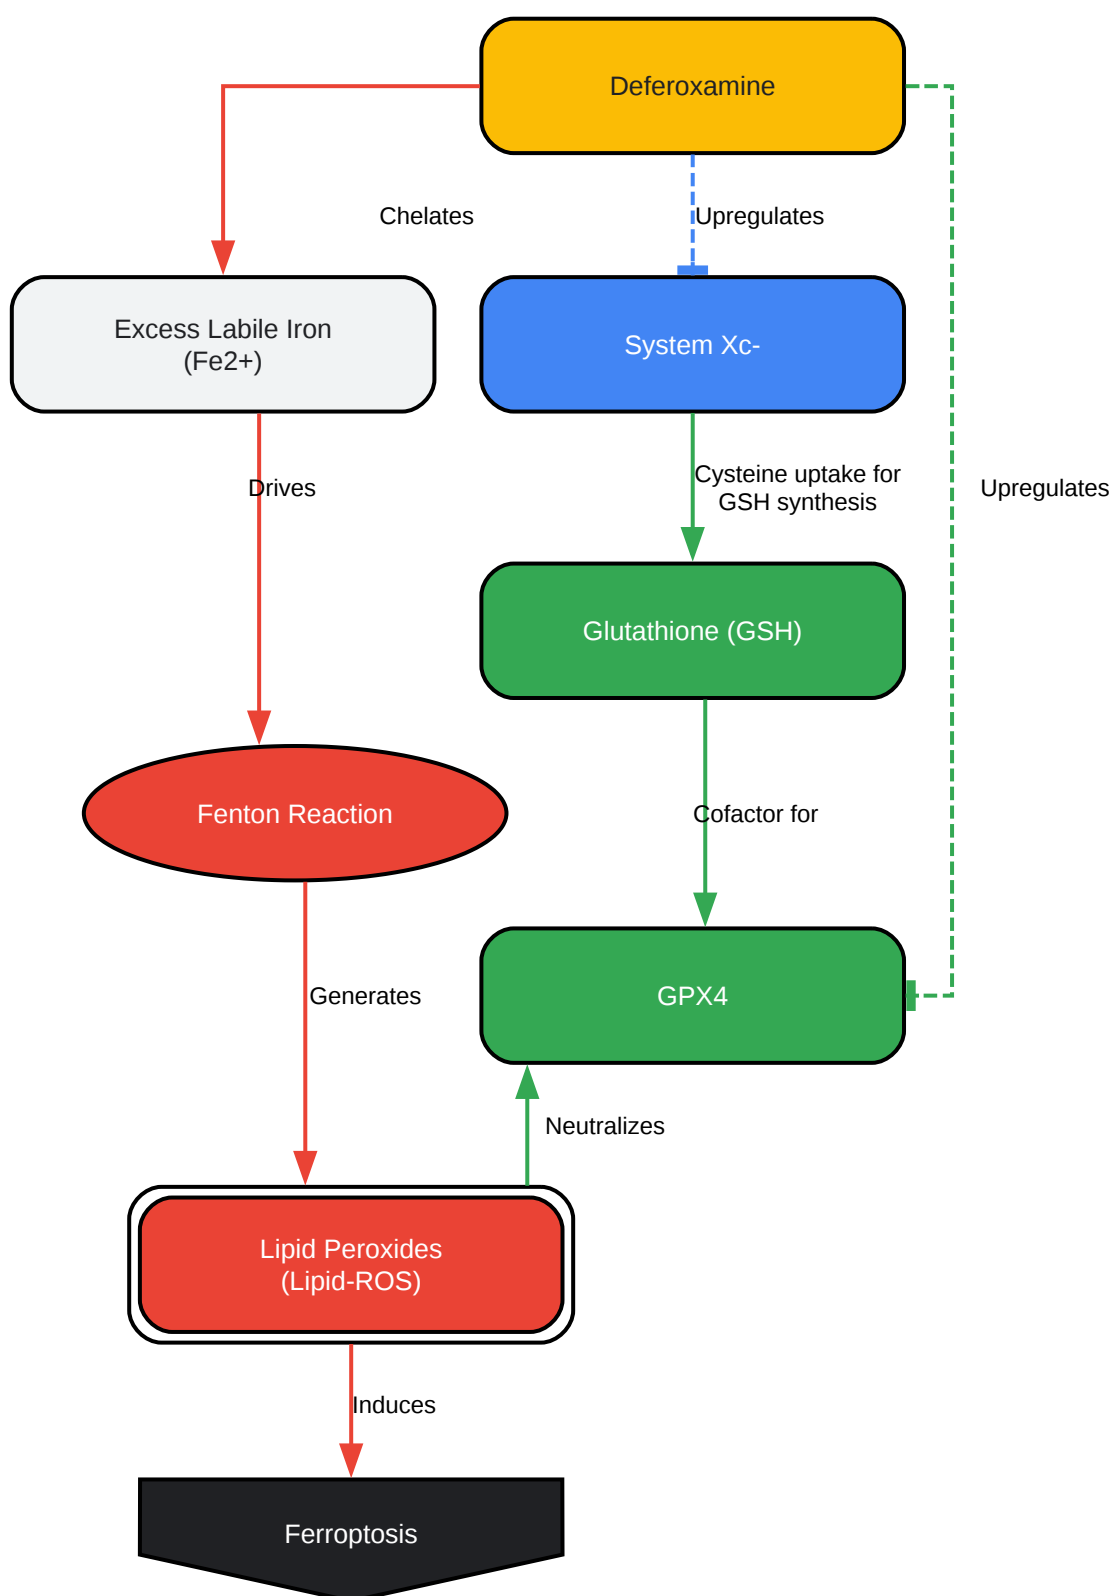 Deferoxamine
Chelates
Upregulates
Excess Labile Iron
(Fe2+)
System Xc-
Drives
Cysteine uptake for
GSH synthesis
Upregulates
Glutathione (GSH)
Fenton Reaction
Cofactor for
Generates
GPX4
Neutralizes
Lipid Peroxides
(Lipid-ROS)
Induces
Ferroptosis